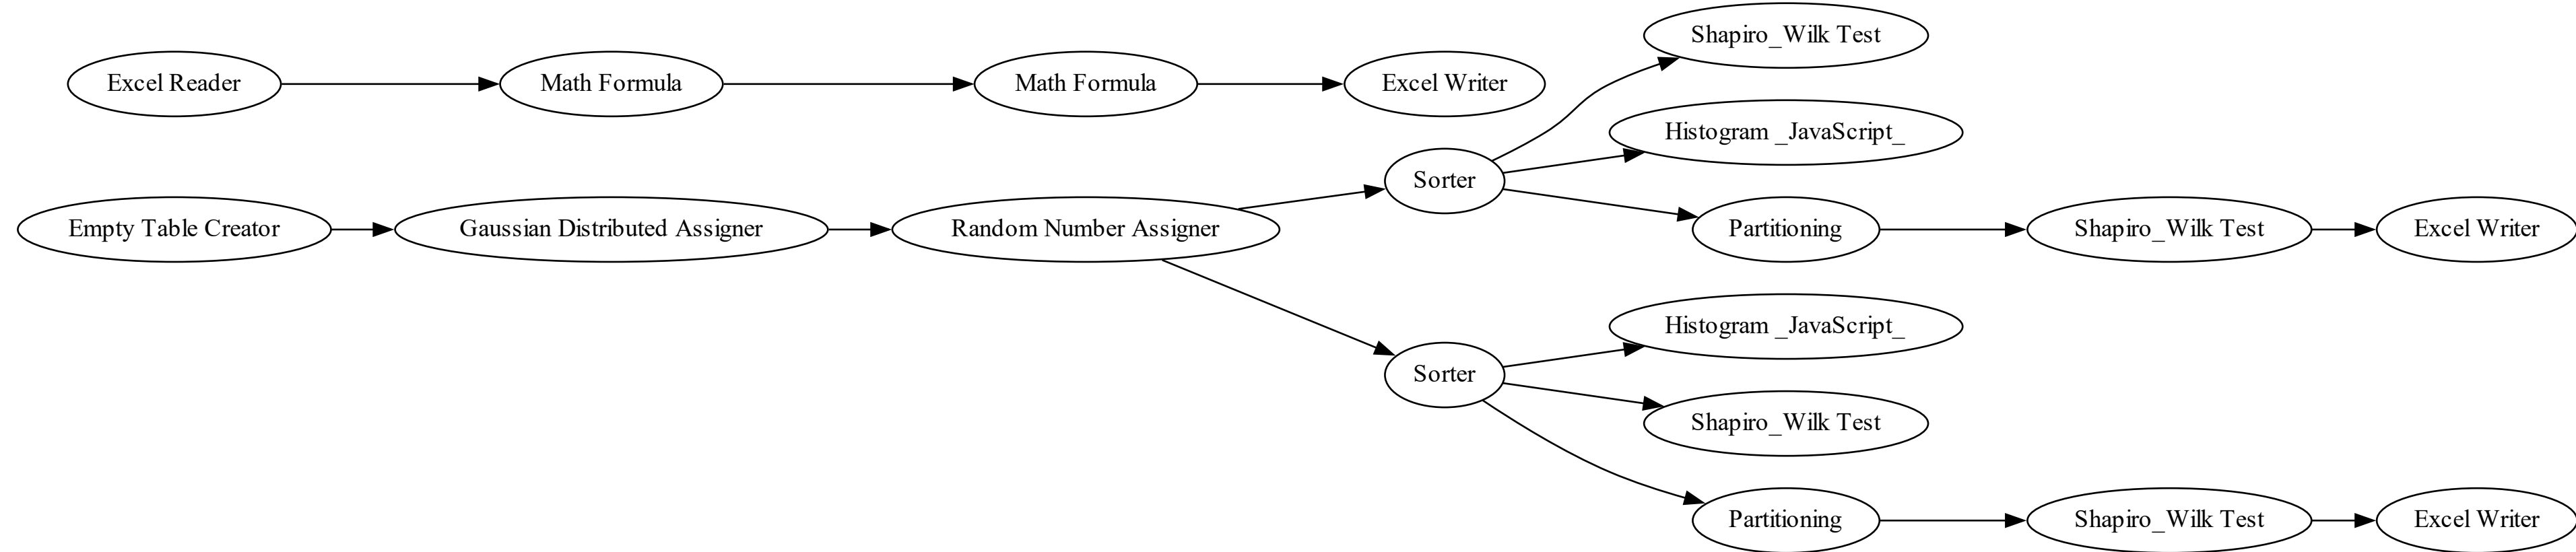 Shapiro_Wilk Test
Excel Reader
Math Formula
Math Formula
Excel Writer
Histogram _JavaScript_
Sorter
Empty Table Creator
Gaussian Distributed Assigner
Random Number Assigner
Partitioning
Shapiro_Wilk Test
Excel Writer
Histogram _JavaScript_
Sorter
Shapiro_Wilk Test
Partitioning
Shapiro_Wilk Test
Excel Writer